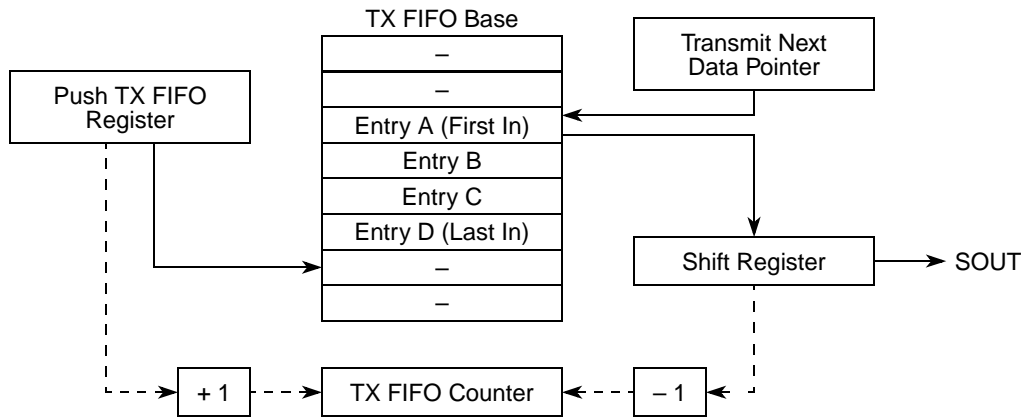 TX FIFO Base
–
–
Entry A (First In)
Entry B
Entry C
Entry D (Last In)
–
–
Push TX FIFO
Register
Transmit Next
Data Pointer
Shift Register
SOUT
+ 1
TX FIFO Counter
– 1